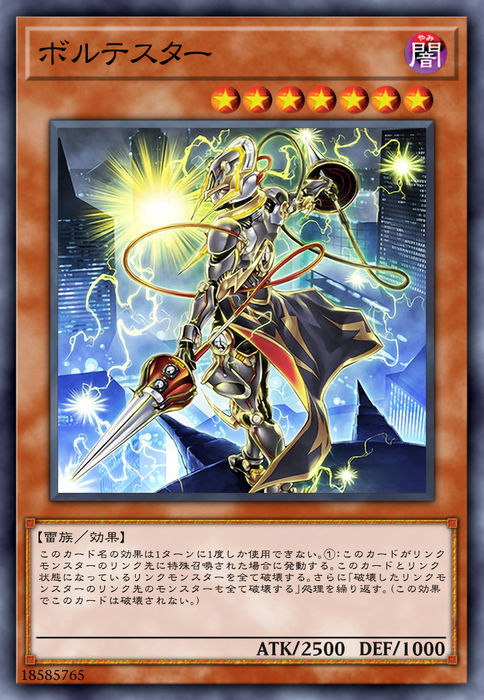 ボルテスター
やみ
闇
【雷族／効果】
このカード名の効果は1ターンに1度しか使用できない。①：このカードがリンク
モンスターのリンク先に特殊召喚された場合に発動する。このカードとリンク
状態になっているリンクモンスターを全て破壊する。さらに「破壊したリンクモ
ンスターのリンク先のモンスターも全て破壊する」処理を繰り返す。（この効果
でこのカードは破壊されない。）
ATK/2500 DEF/1000
18585765